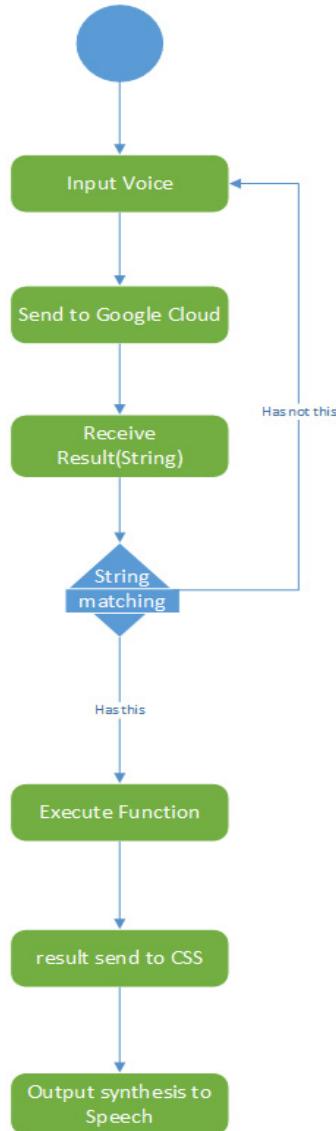 Input Voice
Send to Google Cloud
Receive
Result(String)
Has not this
String
matching
Has this
Execute Function
result send to CSS
Output synthesis to
Speech